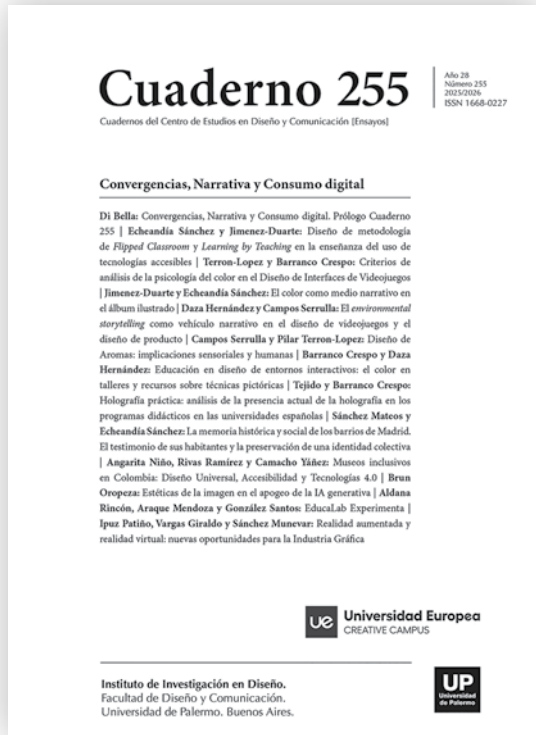 Cuaderno 255
Año 28
Número 255
2025/2026
ISSN 1668-0227
Cuadernos del Centro de Estudios en Diseño y Comunicación [Ensayos]
Convergencias, Narrativa y Consumo digital
Di Bella: Convergencias, Narrativa y Consumo digital. Prólogo Cuaderno
255 | Echeandía Sánchez y Jimenez-Duarte: Diseño de metodología
de Flipped Classroom y Learning by Teaching en la enseñanza del uso de
tecnologías accesibles | Terron-Lopez y Barranco Crespo: Criterios de
análisis de la psicología del color en el Diseño de Interfaces de Videojuegos
| Jimenez-Duarte y Echeandía Sánchez: El color como medio narrativo en
el álbum ilustrado | Daza Hernández y Campos Serrulla: El environmental
storytelling como vehículo narrativo en el diseño de videojuegos y el
diseño de producto | Campos Serrulla y Pilar Terron-Lopez: Diseño de
Aromas: implicaciones sensoriales y humanas | Barranco Crespo y Daza
Hernández: Educación en diseño de entornos interactivos: el color en
talleres y recursos sobre técnicas pictóricas | Tejido y Barranco Crespo:
Holografía práctica: análisis de la presencia actual de la holografía en los
programas didácticos en las universidades españolas | Sánchez Mateos y
Echeandía Sánchez: La memoria histórica y social de los barrios de Madrid.
El testimonio de sus habitantes y la preservación de una identidad colectiva
| Angarita Niño, Rivas Ramírez y Camacho Yáñez: Museos inclusivos
en Colombia: Diseño Universal, Accesibilidad y Tecnologías 4.0 | Brun
Oropeza: Estéticas de la imagen en el apogeo de la IA generativa | Aldana
Rincón, Araque Mendoza y González Santos: EducaLab Experimenta |
Ipuz Patiño, Vargas Giraldo y Sánchez Munevar: Realidad aumentada y
realidad virtual: nuevas oportunidades para la Industria Gráfica
ue
Universidad Europea
CREATIVE CAMPUS
Instituto de Investigación en Diseño.
Facultad de Diseño y Comunicación.
Universidad de Palermo. Buenos Aires.
UP
Universidad
de Palermo